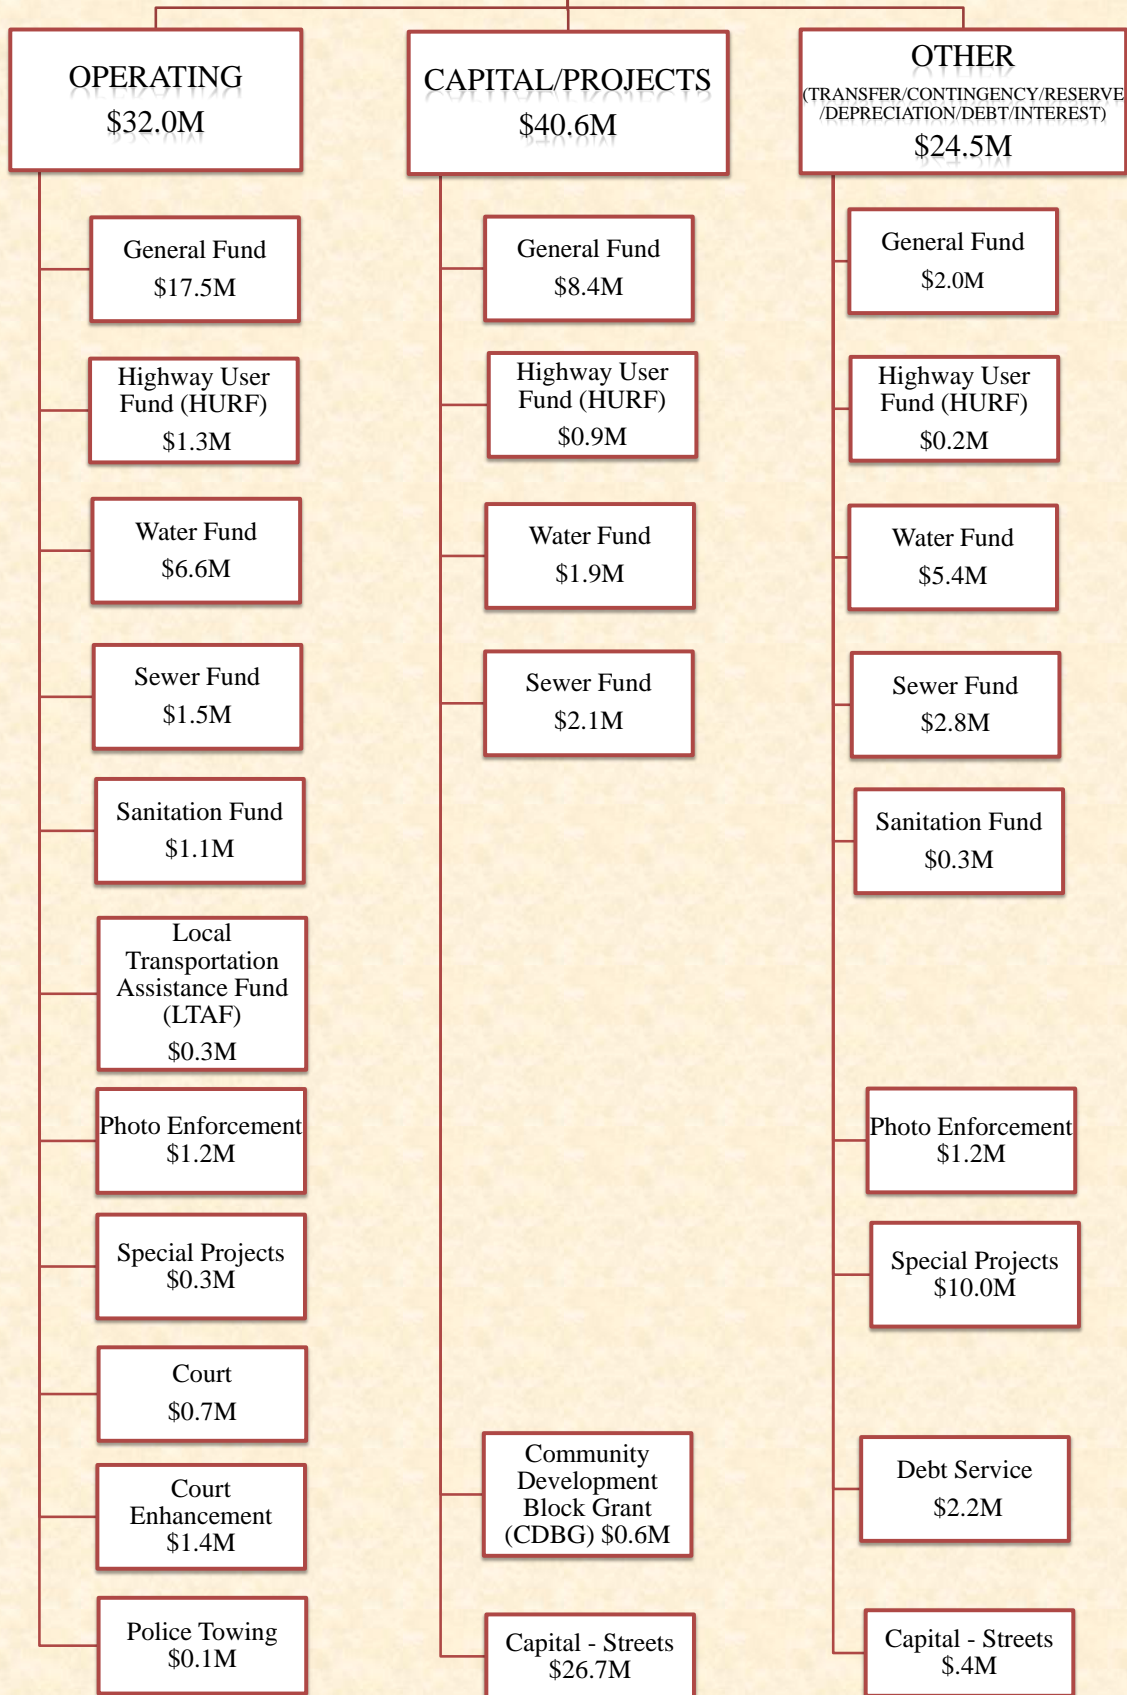 OPERATING
$32.0M
General Fund
$17.5M
Highway User
Fund (HURF)
$1.3M
Water Fund
$6.6M
Sewer Fund
$1.5M
Sanitation Fund
$1.1M
Local
Transportation
Assistance Fund
(LTAF)
$0.3M
Photo Enforcement
$1.2M
Special Projects
$0.3M
Court
$0.7M
Court
Enhancement
$1.4M
Police Towing
$0.1M
CAPITAL/PROJECTS
$40.6M
General Fund
$8.4M
Highway User
Fund (HURF)
$0.9M
Water Fund
$1.9M
Sewer Fund
$2.1M
Community
Development
Block Grant
(CDBG) $0.6M
Capital - Streets
$26.7M
OTHER
(TRANSFER/CONTINGENCY/RESERVE
/DEPRECIATION/DEBT/INTEREST)
$24.5M
General Fund
$2.0M
Highway User
Fund (HURF)
$0.2M
Water Fund
$5.4M
Sewer Fund
$2.8M
Sanitation Fund
$0.3M
Photo Enforcement
$1.2M
Special Projects
$10.0M
Debt Service
$2.2M
Capital - Streets
$.4M